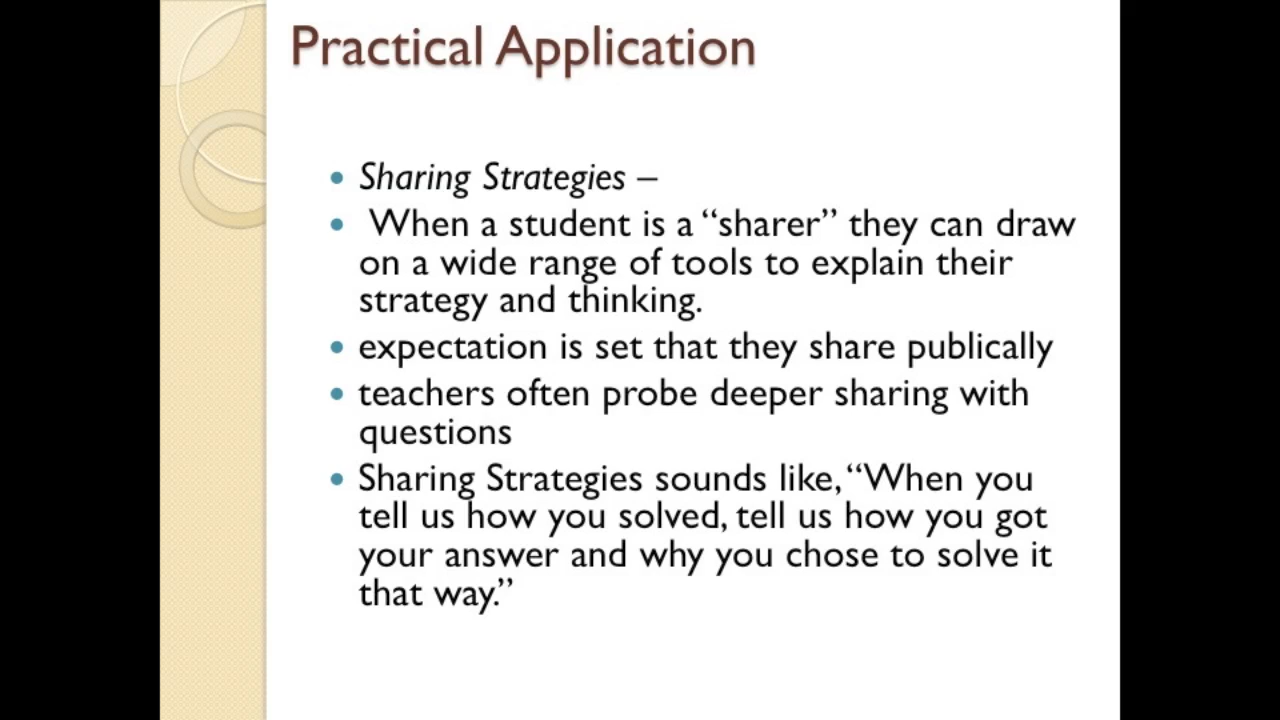 Practical Application
• Sharing Strategies –
• When a student is a “sharer” they can draw
on a wide range of tools to explain their
strategy and thinking.
• expectation is set that they share publically
• teachers often probe deeper sharing with
questions
• Sharing Strategies sounds like, “When you
tell us how you solved, tell us how you got
your answer and why you chose to solve it
that way.”